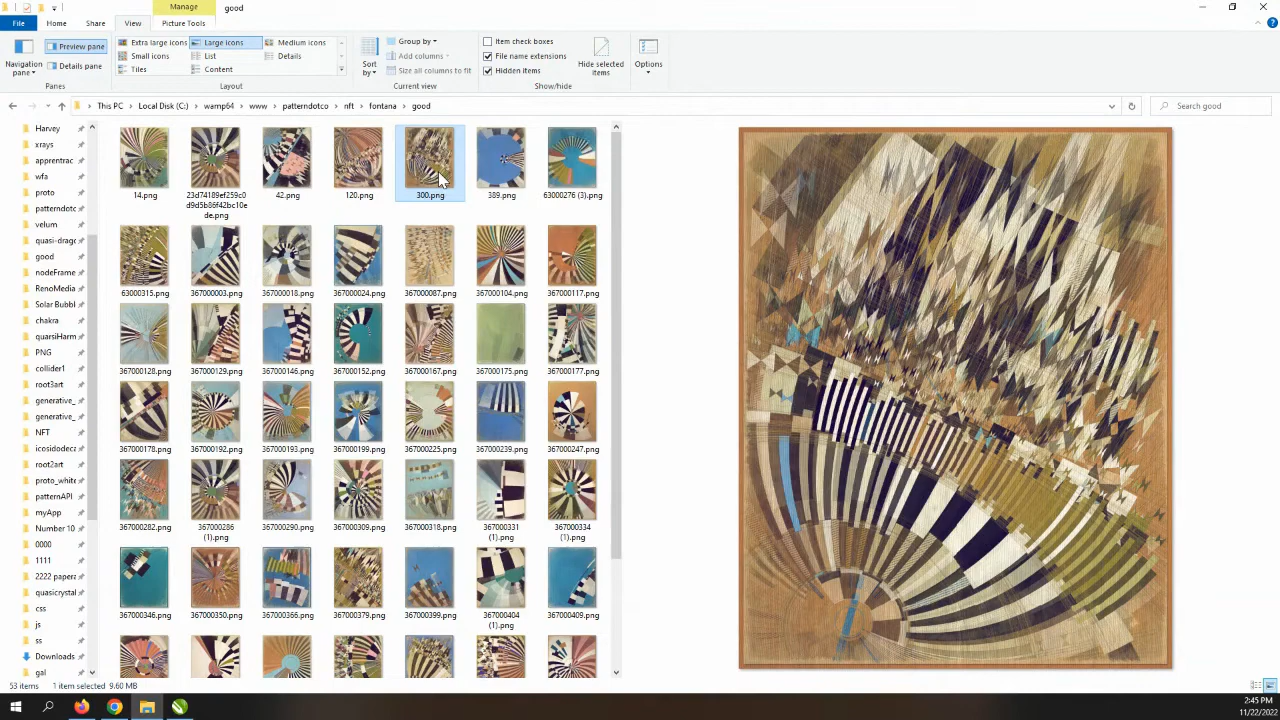 Manage
good
File
Home
Share
View
Picture Tools
Navigation pane
Preview pane
Details pane
Panes
Extra large icons
Large icons
Medium icons
Small icons
List
Details
Tiles
Content
Layout
Sort by
Group by
Add columns
Size all columns to fit
Current view
Item check boxes
File name extensions
Hidden items
Hide selected items
Show/hide
Options
This PC > Local Disk (C:) > wamp64 > www > patterndotco > nft > fontana > good
Search good
Harvey
xrays
apprentrac
wfa
proto
patterndotc
velum
quasi-drago
good
nodeFrame
RenoMedia
Solar Bubbl
chakra
quarsiHarm
PNG
collider1
root3art
generative_
generative_
NFT
icosidodeca
root2art
proto_white
patternAPI
myApp
Number 10
0000
1111
2222 papera
quasicrystal
css
js
ss
Downloads
gal
14.png
23d74189ef259c0
d9d5b86f42bc10e
de.png
42.png
120.png
300.png
389.png
63000276 (3).png
63000315.png
367000003.png
367000018.png
367000024.png
367000087.png
367000104.png
367000117.png
367000128.png
367000129.png
367000146.png
367000152.png
367000167.png
367000175.png
367000177.png
367000178.png
367000192.png
367000193.png
367000199.png
367000225.png
367000239.png
367000247.png
367000282.png
367000286
(1).png
367000290.png
367000309.png
367000318.png
367000331
(1).png
367000334
(1).png
367000346.png
367000350.png
367000366.png
367000379.png
367000399.png
367000404
(1).png
367000409.png
53 items
1 item selected 9.60 MB
2:45 PM
11/22/2022